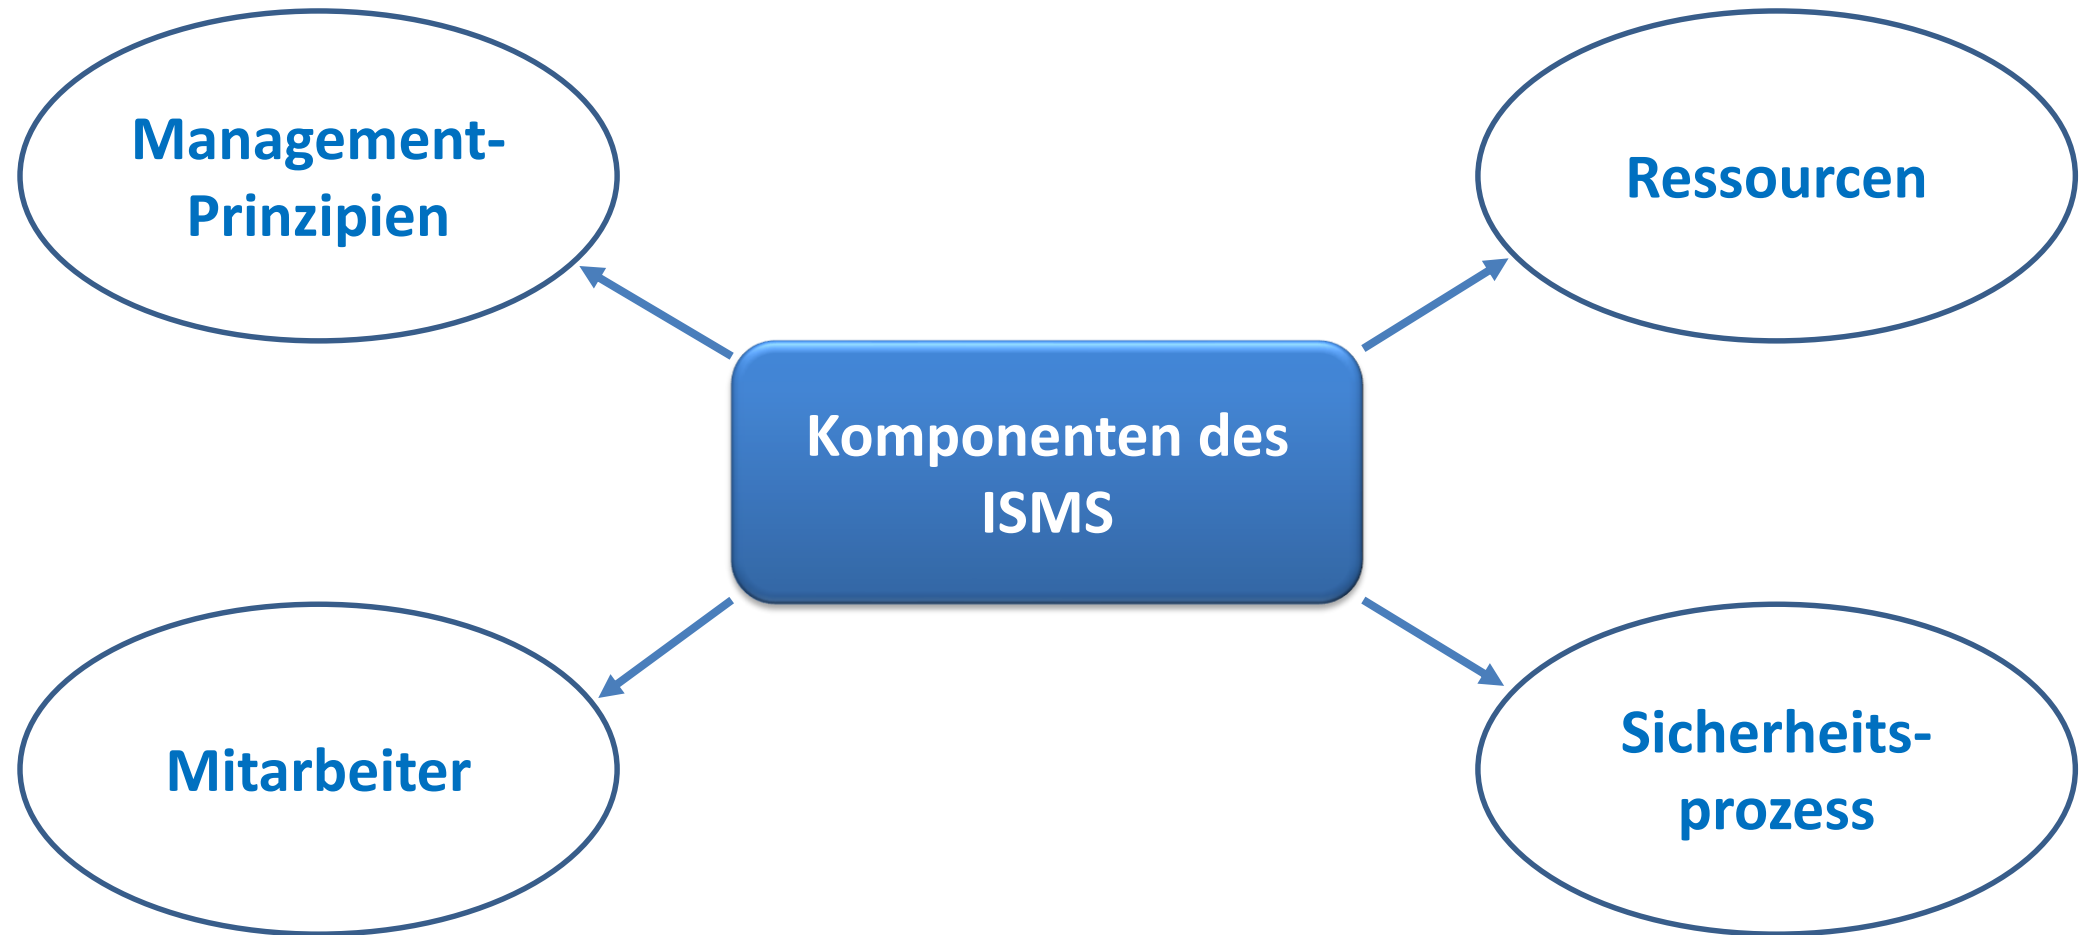 Management-
Prinzipien
Ressourcen
Komponenten des
ISMS
Mitarbeiter
Sicherheits-
prozess